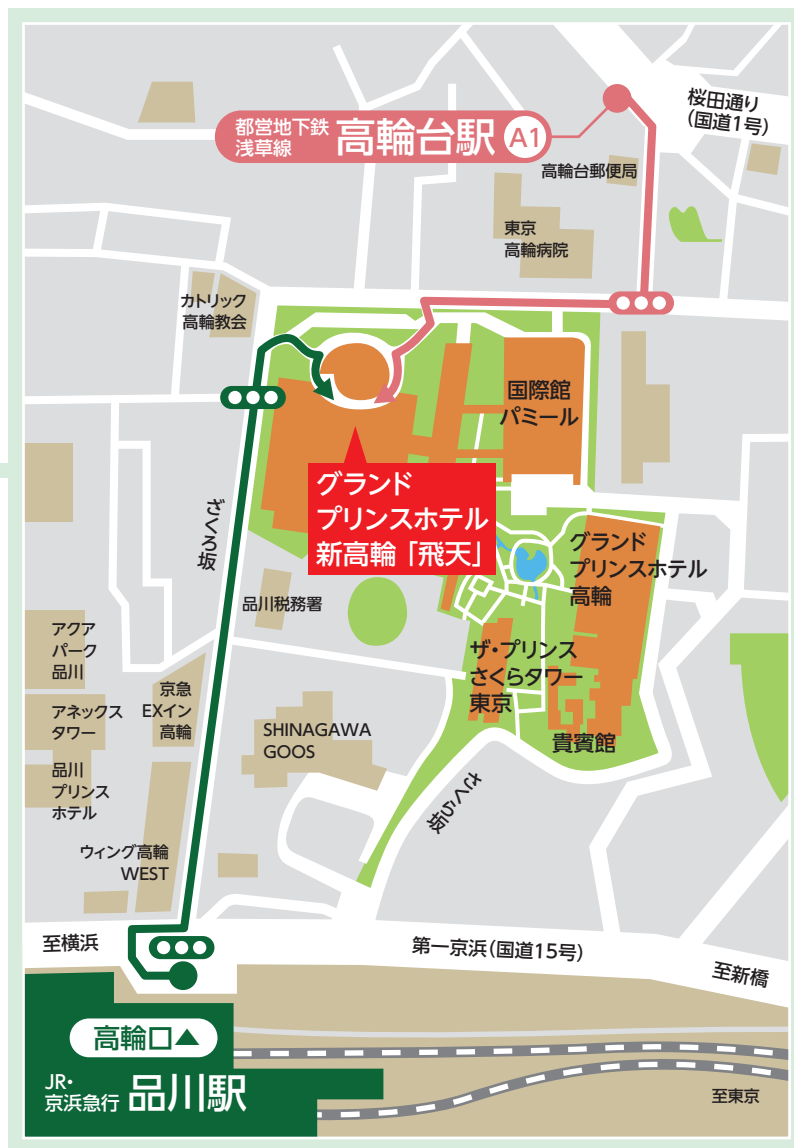 桜田通り
(国道1号)
都営地下鉄
浅草線
高輪台駅
A1
高輪台郵便局
東京
高輪病院
カトリック
高輪教会
国際館
パミール
グランド
プリンスホテル
新高輪「飛天」
ざくろ坂
グランド
プリンスホテル
高輪
品川税務署
アクア
パーク
品川
ザ・プリンス
さくらタワー
東京
京急
EXイン
高輪
アネックス
タワー
SHINAGAWA
GOOS
貴賓館
品川
プリンス
ホテル
さくら坂
ウィング高輪
WEST
至横浜
第一京浜(国道15号)
至新橋
高輪口▲
JR・
京浜急行
品川駅
至東京